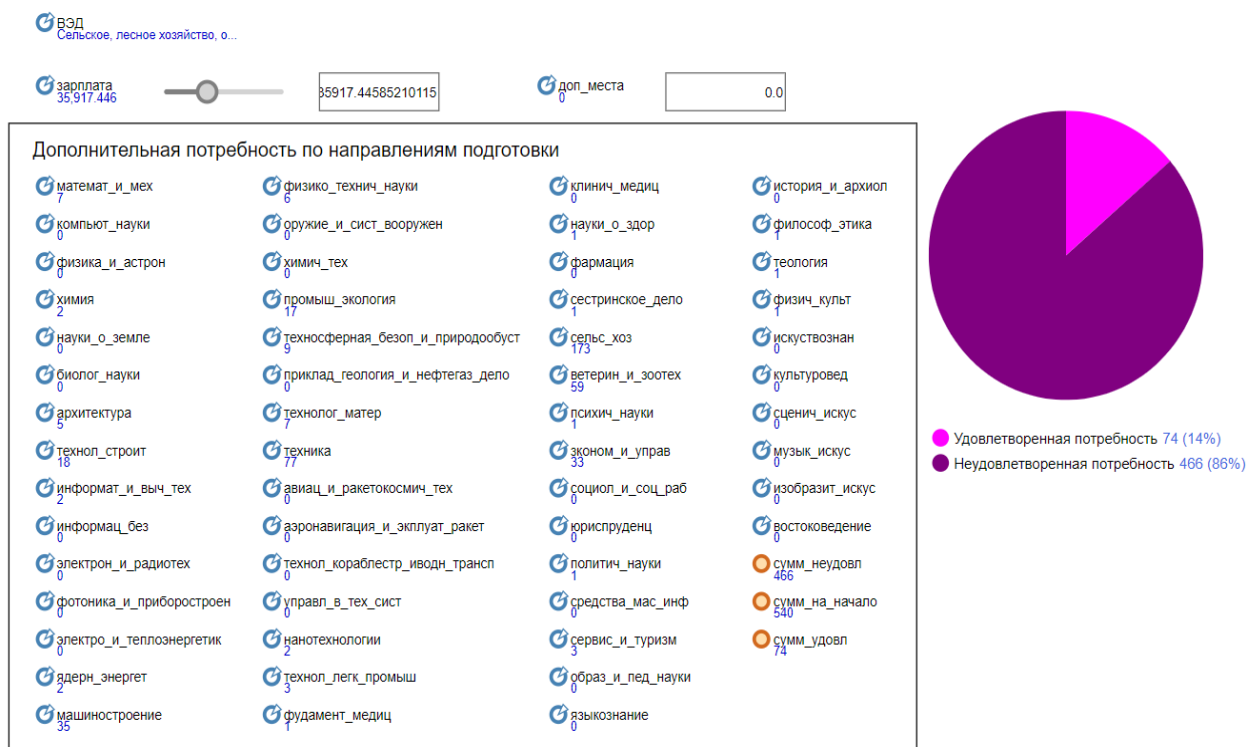 ВЭД
Сельское, лесное хозяйство, о...
зарплата
35,917.446
35917.44585210115
доп_места
0
0.0
Дополнительная потребность по направлениям подготовки
математ_и_мех
7
компьют_науки
0
физика_и_астрон
0
химия
2
науки_о_земле
0
биолог_науки
0
архитектура
5
технол_строит
18
информат_и_выч_тех
2
информац_без
0
электрон_и_радиотех
0
фотоника_и_приборостроен
0
электро_и_теплоэнергетик
0
ядерн_энергет
2
машиностроение
35
физико_технич_науки
6
оружие_и_сист_вооружен
0
химич_тех
0
промыш_экология
17
техносферная_безоп_и_природообуст
9
приклад_геология_и_нефтегаз_дело
0
технолог_матер
7
техника
77
авиац_и_ракетокосмич_тех
0
аэронавигация_и_экплуат_ракет
0
технол_кораблестр_иводн_трансп
0
управл_в_тех_сист
0
нанотехнологии
2
технол_легк_промыш
3
фудамент_медиц
1
клинич_медиц
0
науки_о_здор
1
фармация
0
сестринское_дело
1
сельс_хоз
173
ветерин_и_зоотех
59
психич_науки
1
эконом_и_управ
33
социол_и_соц_раб
0
юриспруденц
0
политич_науки
1
средства_мас_инф
0
сервис_и_туризм
3
образ_и_пед_науки
0
языкознание
0
история_и_архиол
0
философ_этика
1
теология
1
физич_культ
1
искуствознан
0
культуровед
0
сценич_искус
0
музык_искус
0
изобразит_искус
0
востоковедение
0
сумм_неудовл
466
сумм_на_начало
540
сумм_удовл
74
Удовлетворенная потребность 74 (14%)
Неудовлетворенная потребность 466 (86%)